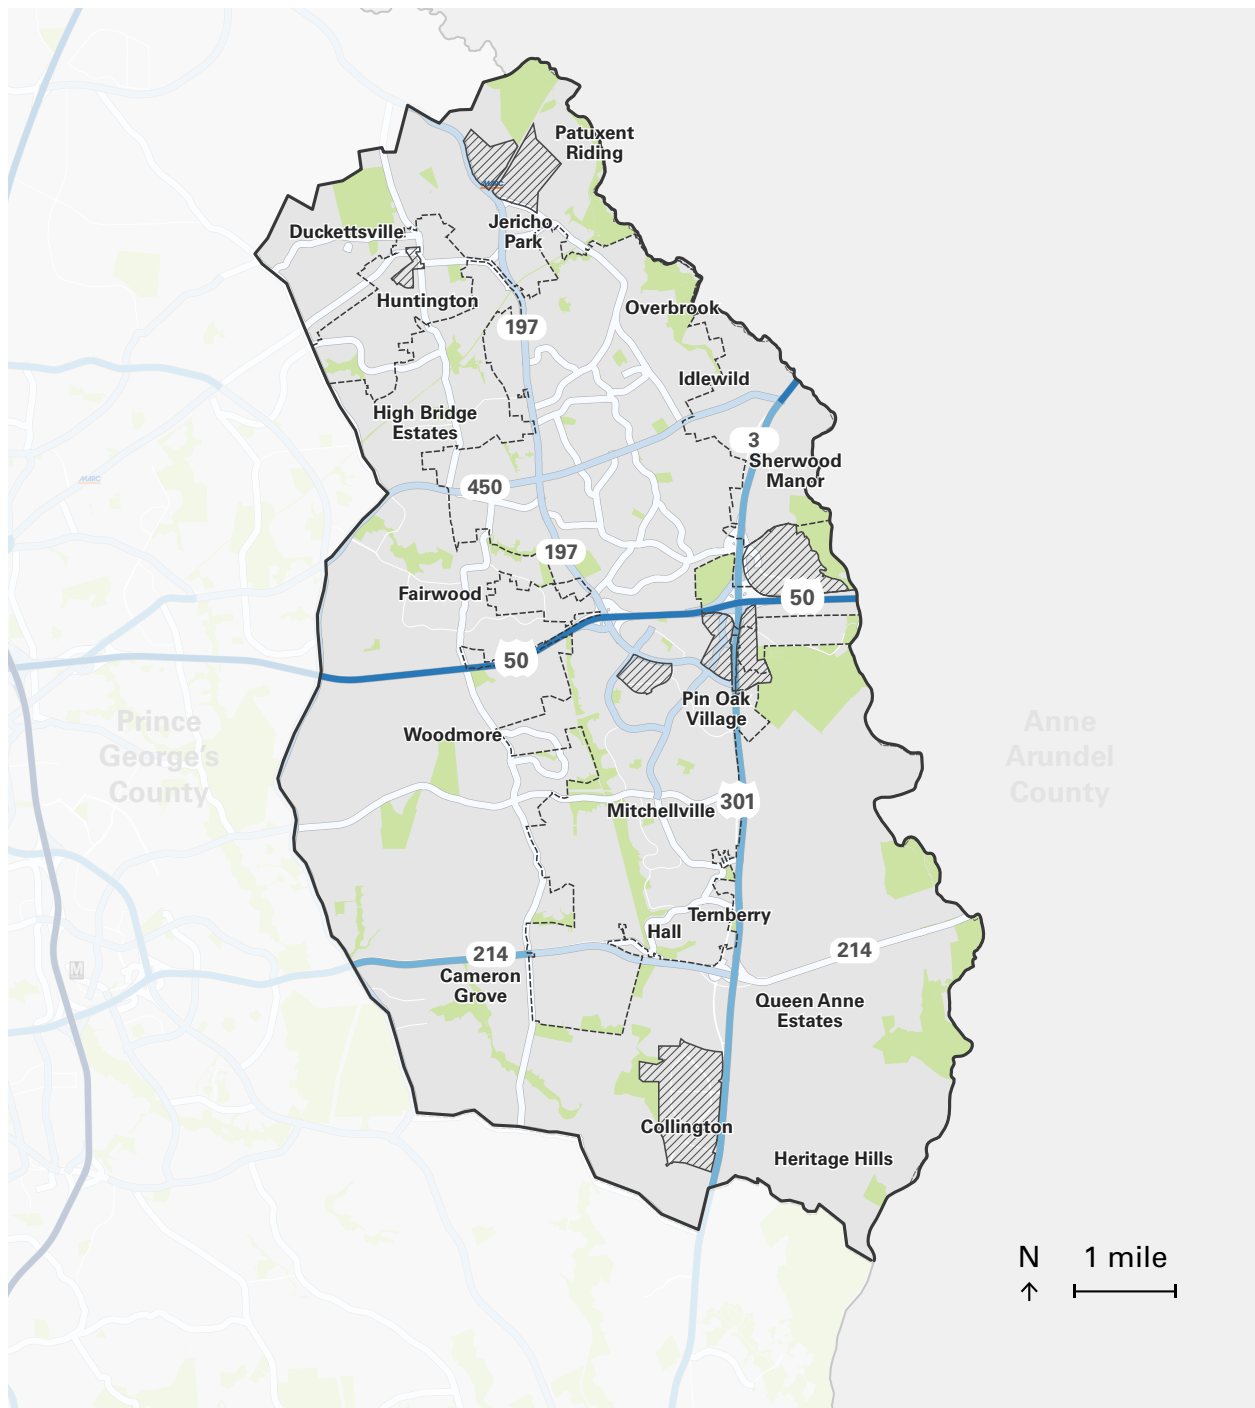 Patuxent
Riding
MARC
Duckettsville
Jericho
Park
Huntington
Overbrook
197
Idlewild
High Bridge
Estates
3
Sherwood
Manor
MARC
450
197
Fairwood
50
50
Pin Oak
Village
Prince
George's
County
Anne
Arundel
County
Woodmore
301
Mitchellville
Ternberry
Hall
214
214
M
Cameron
Grove
Queen Anne
Estates
Collington
Heritage Hills
N
1 mile